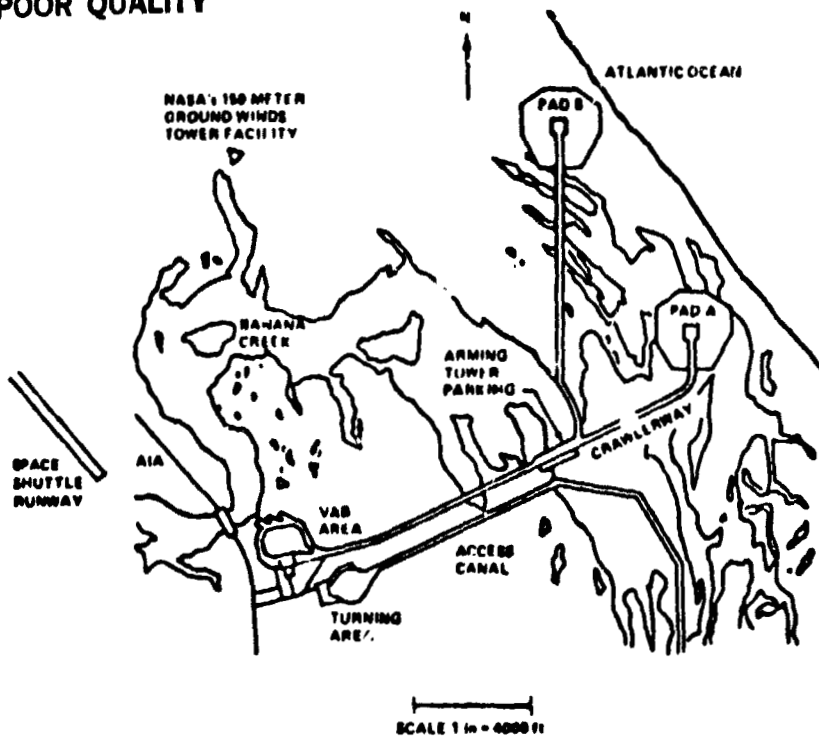 POOR QUALITY
N
ATLANTIC OCEAN
NASA's 150 METER
GROUND WINDS
TOWER FACILITY
PAD B
PAD A
BANANA
CREEK
ARMING
TOWER
PARKING
CRAWLERWAY
SPACE
SHUTTLE
RUNWAY
A1A
VAB
AREA
ACCESS
CANAL
TURNING
AREA
SCALE 1 in = 4000 ft